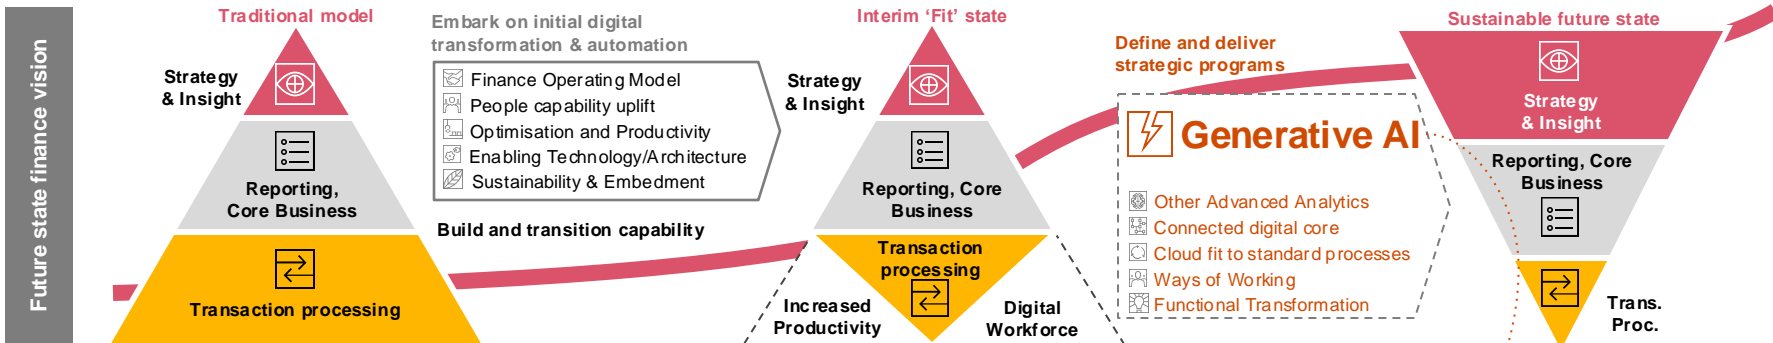 Future state finance vision
Traditional model
Strategy
& Insight
Reporting,
Core Business
Transaction processing
Embark on initial digital
transformation & automation
Finance Operating Model
People capability uplift
Optimisation and Productivity
Enabling Technology/Architecture
Sustainability & Embedment
Build and transition capability
Interim ‘Fit’ state
Strategy
& Insight
Reporting, Core
Business
Transaction
processing
Increased
Productivity
Digital
Workforce
Define and deliver
strategic programs
Generative AI
Other Advanced Analytics
Connected digital core
Cloud fit to standard processes
Ways of Working
Functional Transformation
Sustainable future state
Strategy
& Insight
Reporting, Core
Business
Trans.
Proc.